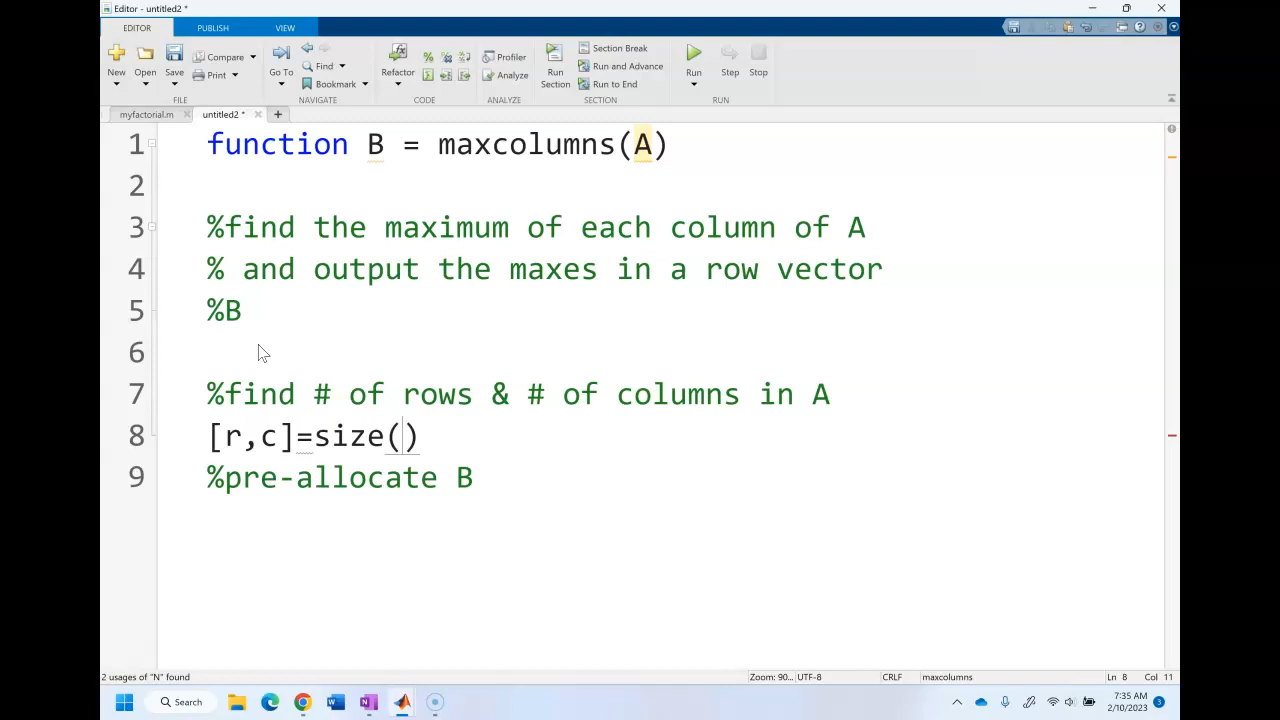 Editor - untitled2 *
EDITOR PUBLISH VIEW
New Open Save Compare Print
FILE
Go To Find Bookmark
NAVIGATE
Refactor
CODE
Profiler Analyze
ANALYZE
Run Section Section Break Run and Advance Run to End
SECTION
Run Step Stop
RUN
myfactorial.m untitled2 *
1 function B = maxcolumns(A)
2
3 %find the maximum of each column of A
4 % and output the maxes in a row vector
5 %B
6
7 %find # of rows & # of columns in A
8 [r,c]=size()
9 %pre-allocate B
2 usages of "N" found Zoom: 90... UTF-8 CRLF maxcolumns Ln 8 Col 11
Search 7:35 AM
2/10/2023 3